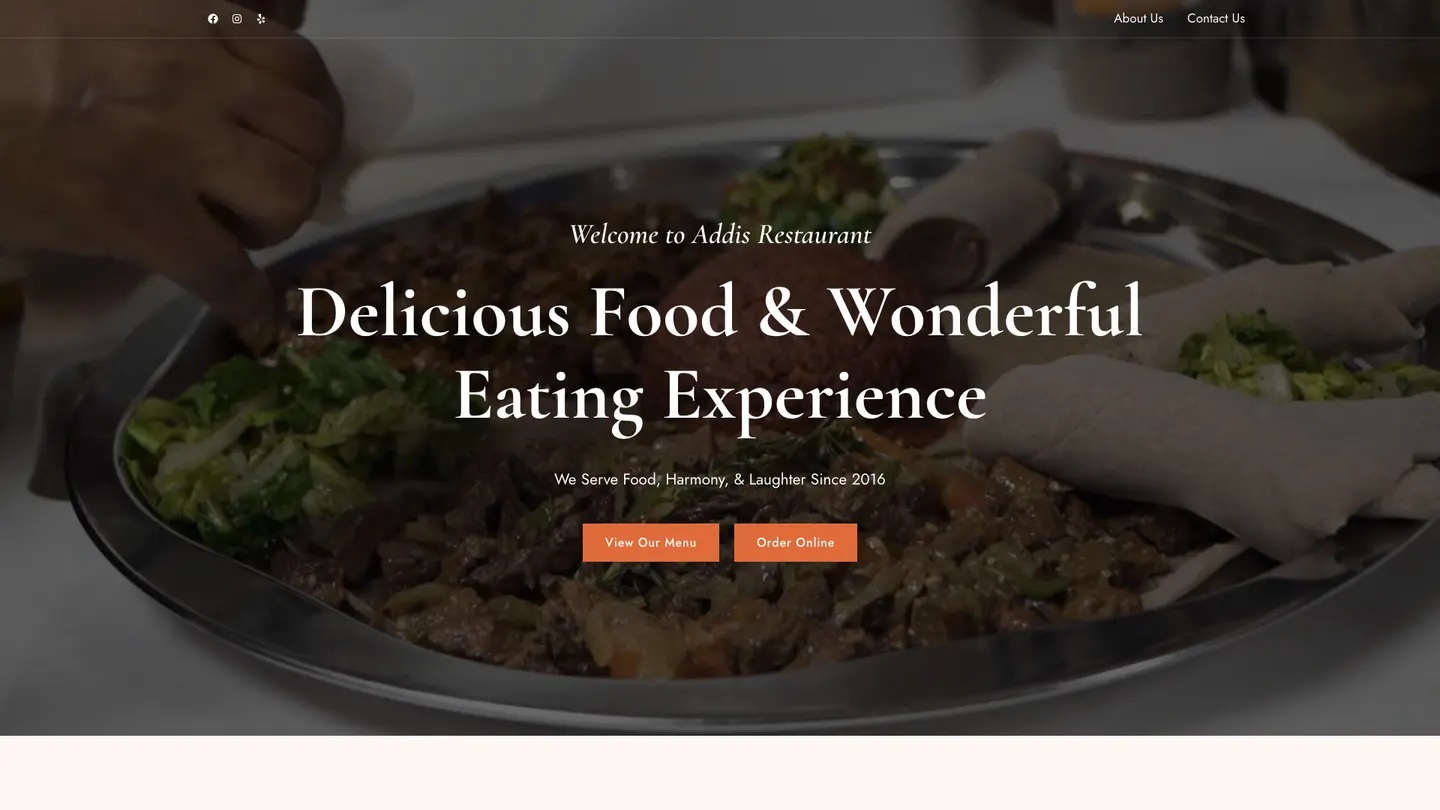 About Us Contact Us
Welcome to Addis Restaurant
Delicious Food & Wonderful
Eating Experience
We Serve Food, Harmony, & Laughter Since 2016
View Our Menu Order Online